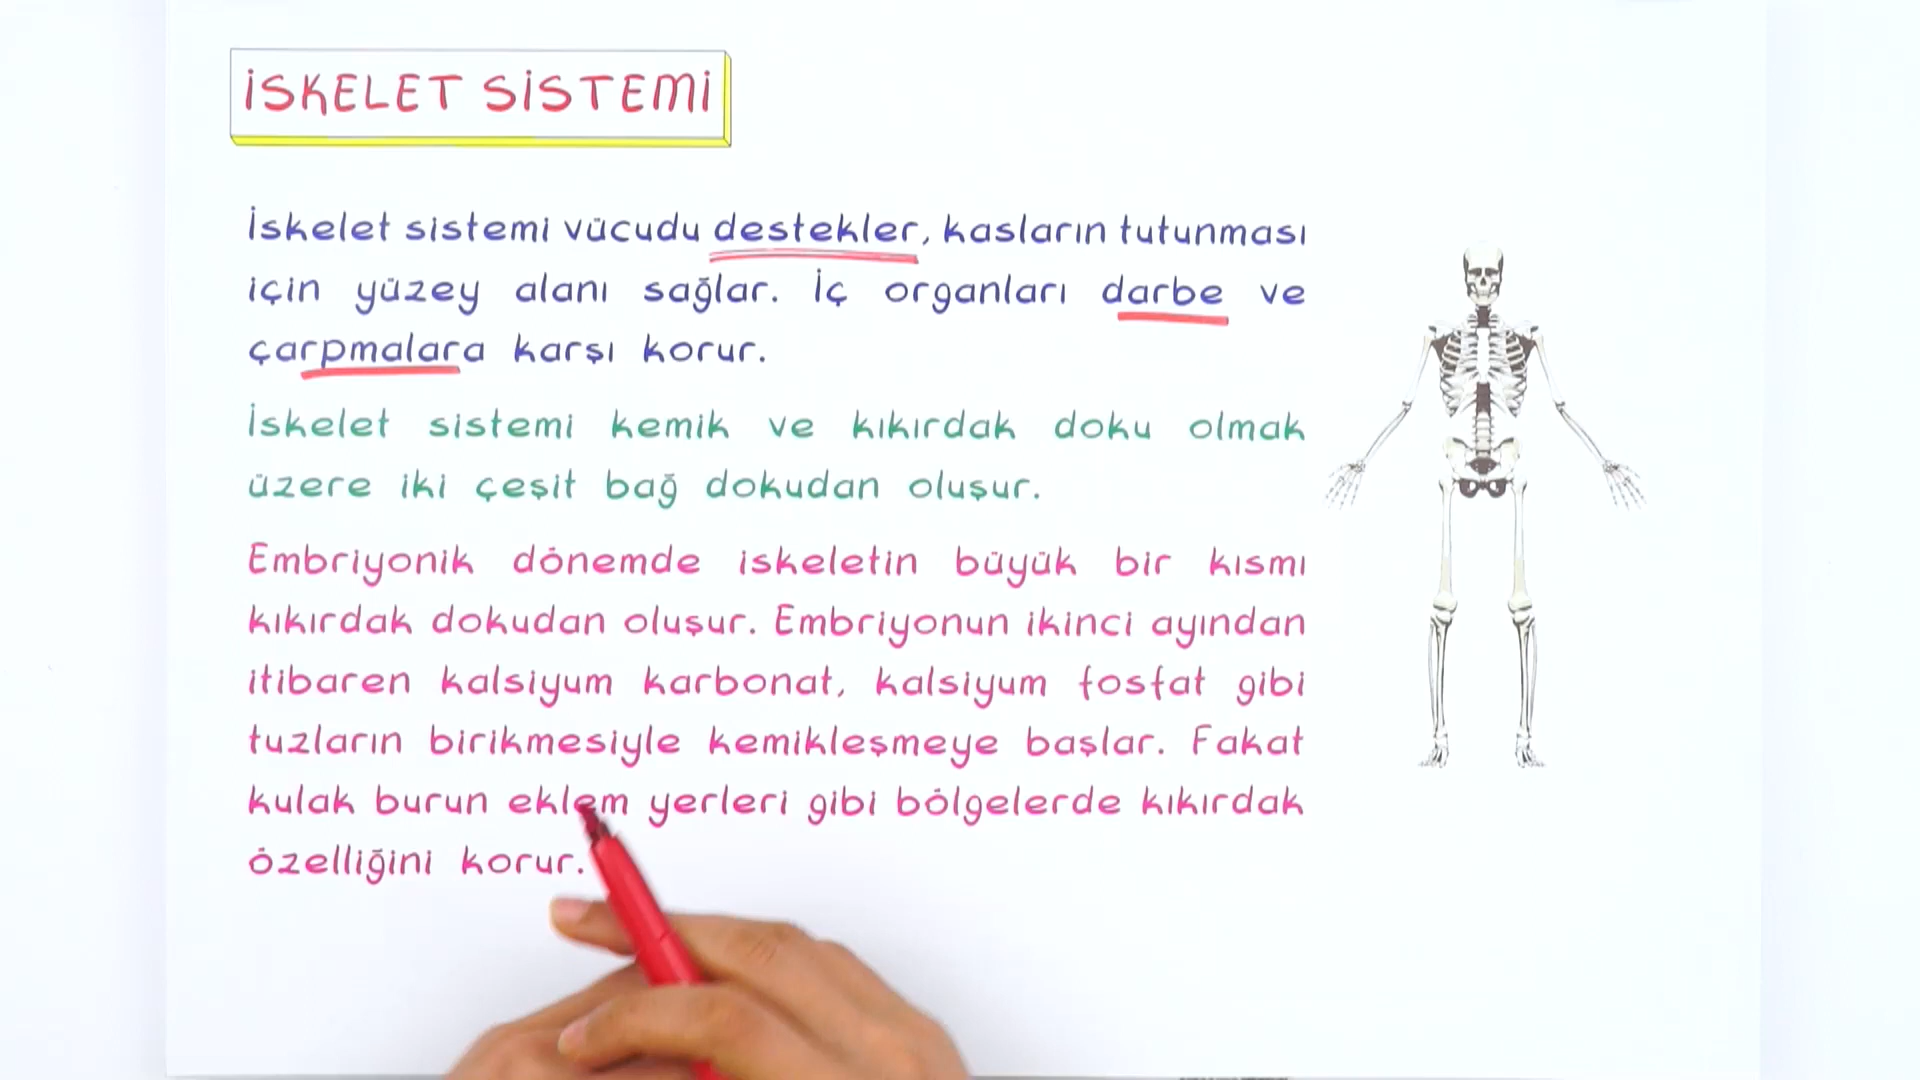 İSKELET SİSTEMİ
İskelet sistemi vücudu destekler, kasların tutunması
için yüzey alanı sağlar. İç organları darbe ve
çarpmalara karşı korur.
İskelet sistemi kemik ve kıkırdak doku olmak
üzere iki çeşit bağ dokudan oluşur.
Embriyonik dönemde iskeletin büyük bir kısmı
kıkırdak dokudan oluşur. Embriyonun ikinci ayından
itibaren kalsiyum karbonat, kalsiyum fosfat gibi
tuzların birikmesiyle kemikleşmeye başlar. Fakat
kulak burun eklem yerleri gibi bölgelerde kıkırdak
özelliğini korur.